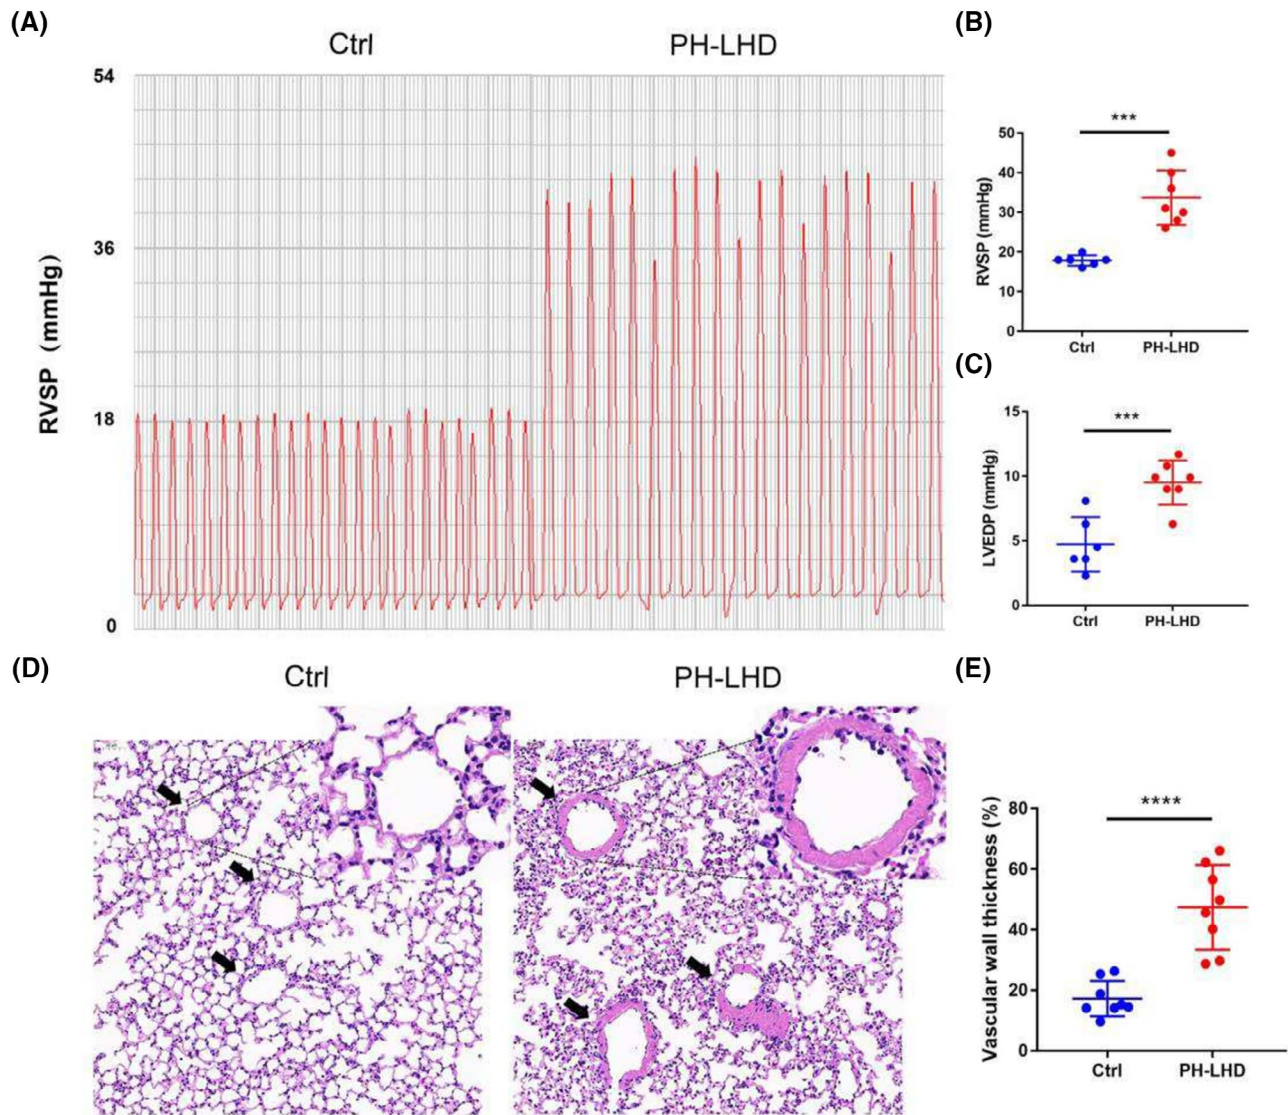 (A)
Ctrl
PH-LHD
54
36
18
0
RVSP (mmHg)
(B)
***
50
40
30
20
10
0
RVSP (mmHg)
Ctrl
PH-LHD
(C)
***
15
10
5
0
LVEDP (mmHg)
Ctrl
PH-LHD
(D)
Ctrl
PH-LHD
(E)
****
80
60
40
20
0
Vascular wall thickness (%)
Ctrl
PH-LHD